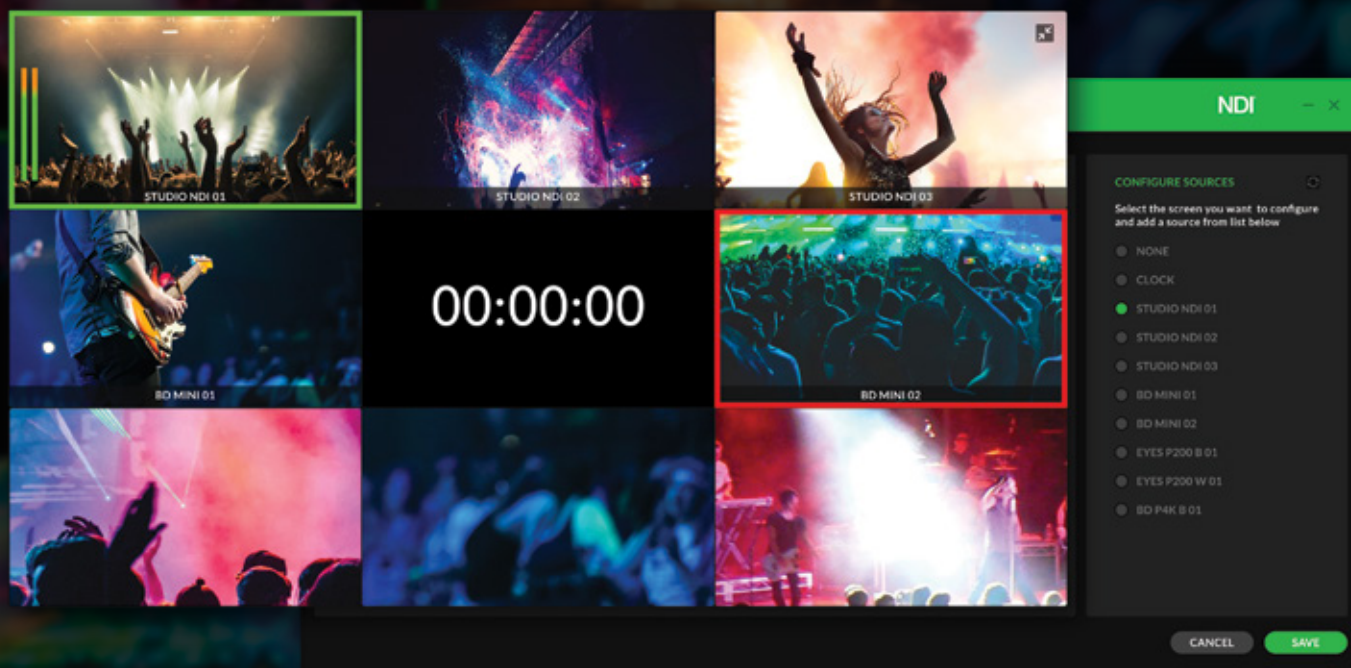 STUDIO NDI 01
STUDIO NDI 02
STUDIO NDI 03
BD MINI 01
00:00:00
BD MINI 02
NDI
CONFIGURE SOURCES
Select the screen you want to configure
and add a source from list below
NONE
CLOCK
STUDIO NDI 01
STUDIO NDI 02
STUDIO NDI 03
BD MINI 01
BD MINI 02
EYES P200 B 01
EYES P200 W 01
BD P4K B 01
CANCEL
SAVE